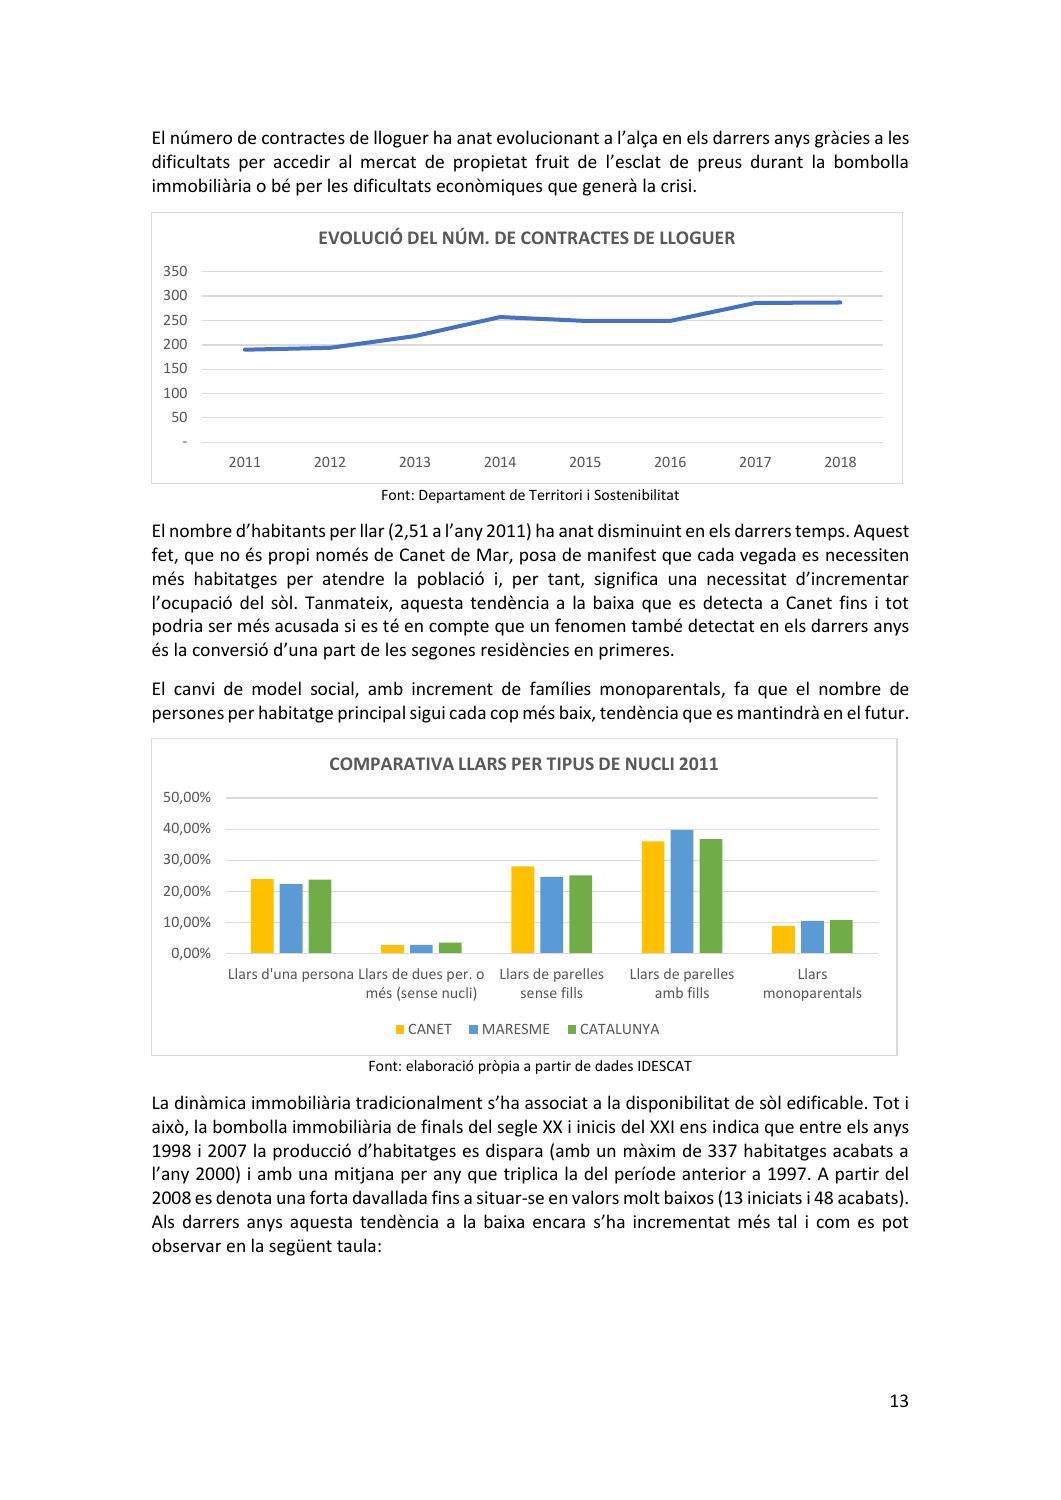 El número de contractes de lloguer ha anat evolucionant a l’alça en els darrers anys gràcies a les
dificultats per accedir al mercat de propietat fruit de l’esclat de preus durant la bombolla
immobiliària o bé per les dificultats econòmiques que generà la crisi.
EVOLUCIÓ DEL NÚM. DE CONTRACTES DE LLOGUER
350
300
250
200
150
100
50
-
2011 2012 2013 2014 2015 2016 2017 2018
Font: Departament de Territori i Sostenibilitat
El nombre d’habitants per llar (2,51 a l’any 2011) ha anat disminuint en els darrers temps. Aquest
fet, que no és propi només de Canet de Mar, posa de manifest que cada vegada es necessiten
més habitatges per atendre la població i, per tant, significa una necessitat d’incrementar
l’ocupació del sòl. Tanmateix, aquesta tendència a la baixa que es detecta a Canet fins i tot
podria ser més acusada si es té en compte que un fenomen també detectat en els darrers anys
és la conversió d’una part de les segones residències en primeres.
El canvi de model social, amb increment de famílies monoparentals, fa que el nombre de
persones per habitatge principal sigui cada cop més baix, tendència que es mantindrà en el futur.
COMPARATIVA LLARS PER TIPUS DE NUCLI 2011
50,00%
40,00%
30,00%
20,00%
10,00%
0,00%
Llars d'una persona Llars de dues per. o Llars de parelles Llars de parelles Llars
més (sense nucli) sense fills amb fills monoparentals
CANET MARESME CATALUNYA
Font: elaboració pròpia a partir de dades IDESCAT
La dinàmica immobiliària tradicionalment s’ha associat a la disponibilitat de sòl edificable. Tot i
això, la bombolla immobiliària de finals del segle XX i inicis del XXI ens indica que entre els anys
1998 i 2007 la producció d’habitatges es dispara (amb un màxim de 337 habitatges acabats a
l’any 2000) i amb una mitjana per any que triplica la del període anterior a 1997. A partir del
2008 es denota una forta davallada fins a situar-se en valors molt baixos (13 iniciats i 48 acabats).
Als darrers anys aquesta tendència a la baixa encara s’ha incrementat més tal i com es pot
observar en la següent taula:
13